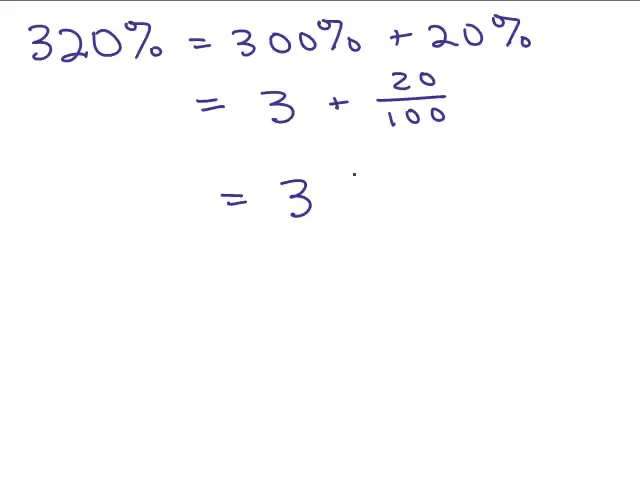 320% = 300% + 20%
= 3 + 20/100
= 3